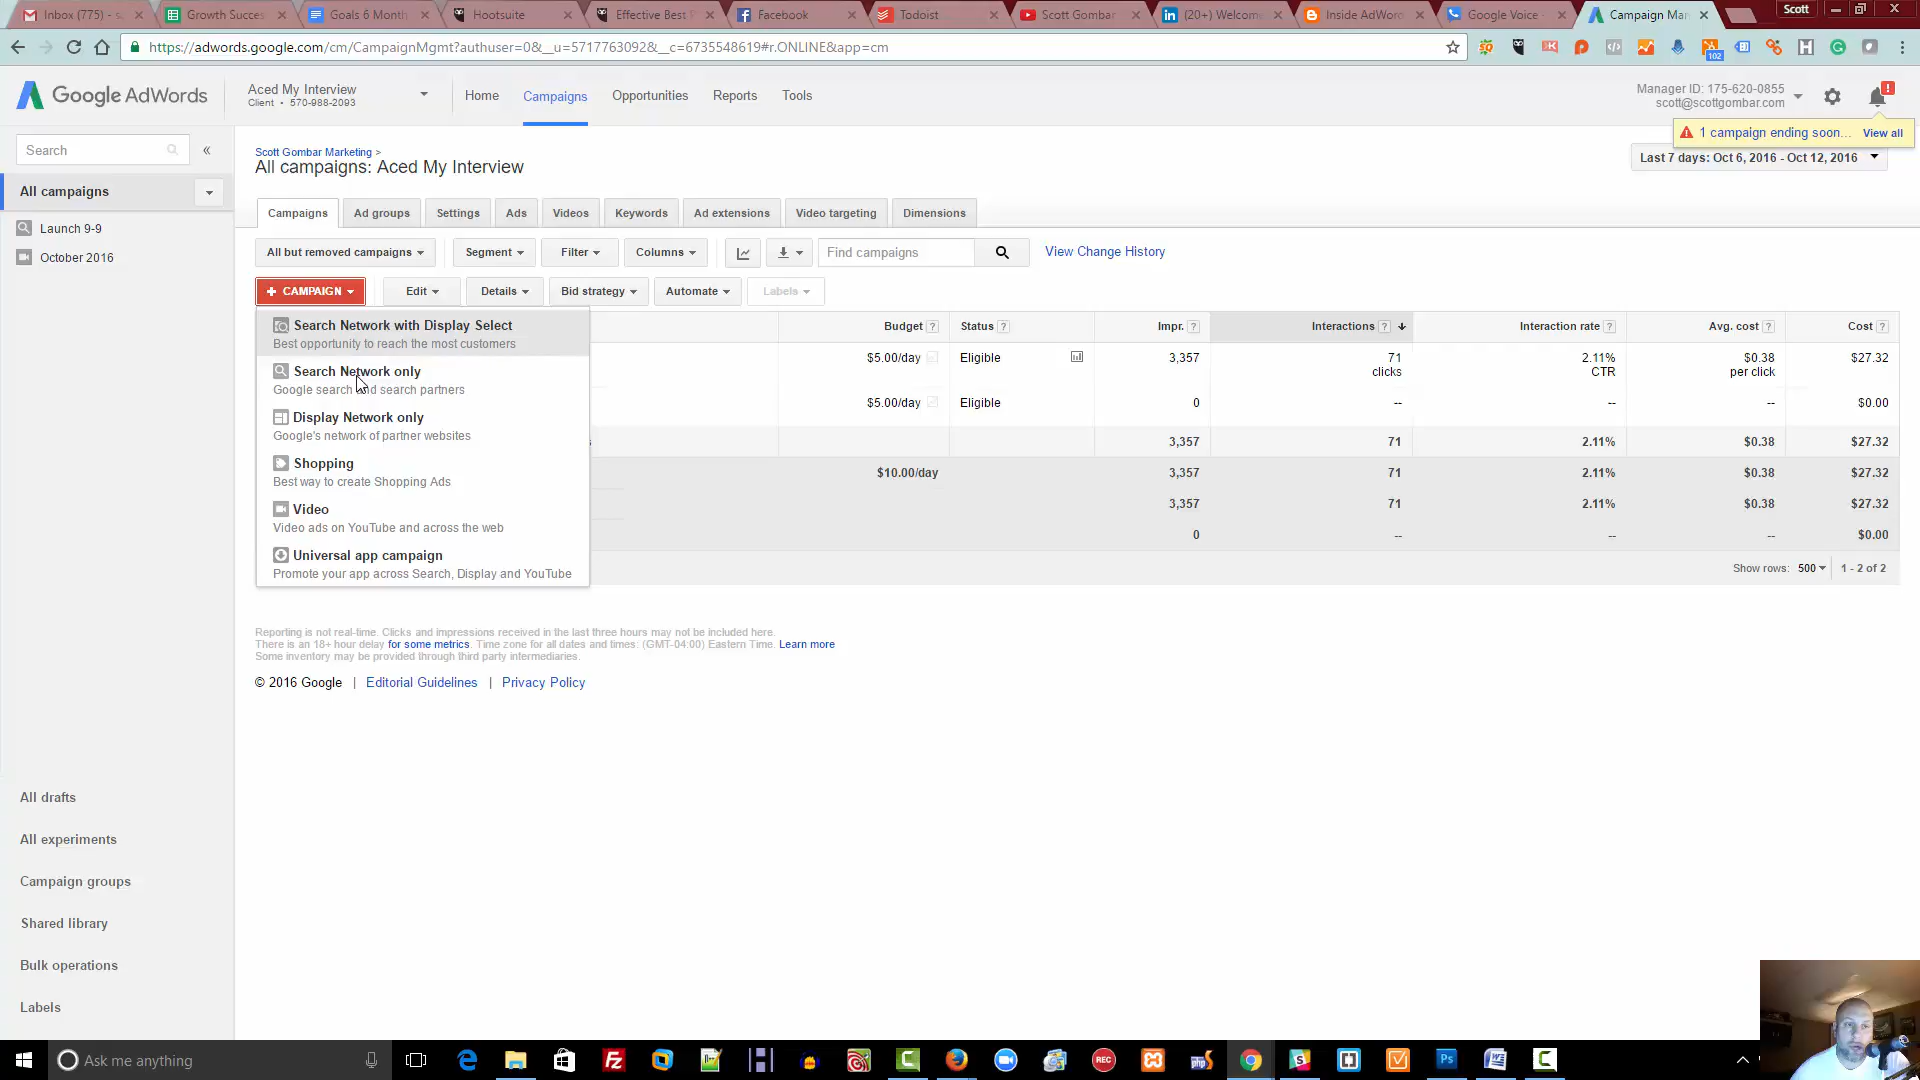 Inbox (775) - s
Growth Succes
Goals 6 Month
Hootsuite
Effective Best P
Facebook
Todoist
Scott Gombar
(20+) Welcome
Inside AdWord
Google Voice -
Campaign Man
Scott
https://adwords.google.com/cm/CampaignMgmt?authuser=0&__u=5717763092&__c=6735548619#r.ONLINE&app=cm
102
Google AdWords
Aced My Interview
Client • 570-988-2093
Home
Campaigns
Opportunities
Reports
Tools
Manager ID: 175-620-0855
scott@scottgombar.com
!
1 campaign ending soon... View all
Search
«
Scott Gombar Marketing >
All campaigns: Aced My Interview
Last 7 days: Oct 6, 2016 - Oct 12, 2016
All campaigns
Launch 9-9
October 2016
Campaigns
Ad groups
Settings
Ads
Videos
Keywords
Ad extensions
Video targeting
Dimensions
All but removed campaigns
Segment
Filter
Columns
Find campaigns
View Change History
+ CAMPAIGN
Edit
Details
Bid strategy
Automate
Labels
Search Network with Display Select
Best opportunity to reach the most customers
Search Network only
Google search and search partners
Display Network only
Google's network of partner websites
Shopping
Best way to create Shopping Ads
Video
Video ads on YouTube and across the web
Universal app campaign
Promote your app across Search, Display and YouTube
Budget ? Status ? Impr. ? Interactions ? Interaction rate ? Avg. cost ? Cost ?
$5.00/day Eligible 3,357 71 2.11% $0.38 $27.32
clicks CTR per click
$5.00/day Eligible 0 -- -- -- $0.00
3,357 71 2.11% $0.38 $27.32
$10.00/day 3,357 71 2.11% $0.38 $27.32
3,357 71 2.11% $0.38 $27.32
0 -- -- -- $0.00
Show rows: 500 1 - 2 of 2
Reporting is not real-time. Clicks and impressions received in the last three hours may not be included here.
There is an 18+ hour delay for some metrics. Time zone for all dates and times: (GMT-04:00) Eastern Time. Learn more
Some inventory may be provided through third party intermediaries.
© 2016 Google | Editorial Guidelines | Privacy Policy
All drafts
All experiments
Campaign groups
Shared library
Bulk operations
Labels
Ask me anything
REC
php
Ps